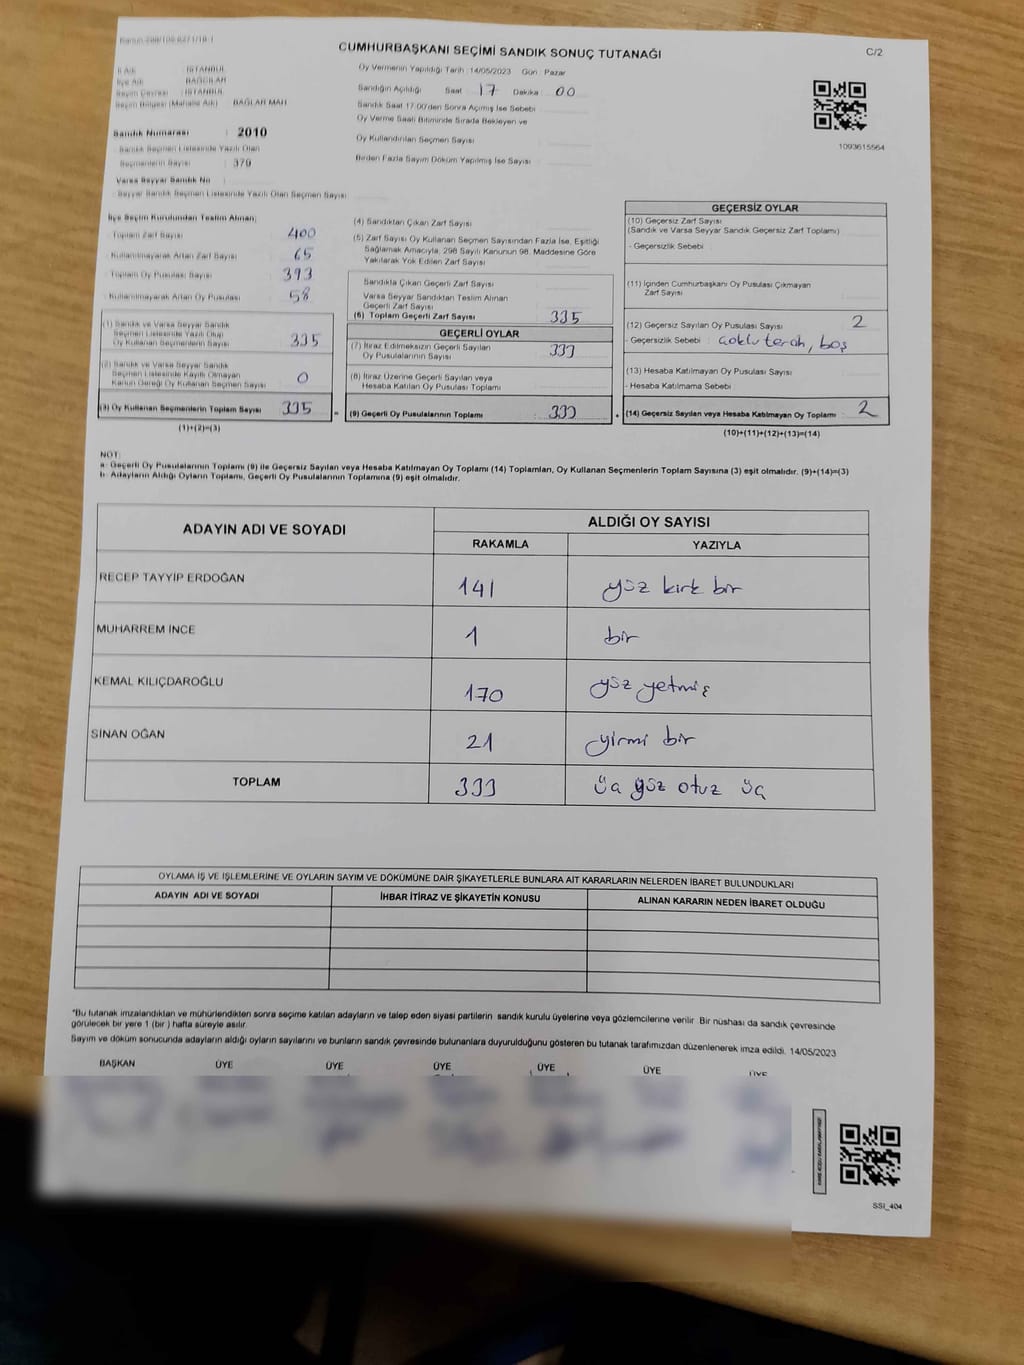 Kanun:298/105-6271/18-1
CUMHURBAŞKANI SEÇİMİ SANDIK SONUÇ TUTANAĞI
C/2
İl Adı : İSTANBUL
İlçe Adı : BAĞCILAR
Seçim Çevresi : İSTANBUL
Seçim Bölgesi (Mahalle Adı) : BAĞLAR MAH.
Sandık Numarası : 2010
Sandık Seçmen Listesinde Yazılı Olan
Seçmenlerin Sayısı : 370
Varsa Seyyar Sandık No
Seyyar Sandık Seçmen Listesinde Yazılı Olan Seçmen Sayısı
Oy Vermenin Yapıldığı Tarih :14/05/2023 Gün : Pazar
Sandığın Açıldığı Saat : 17 Dakika : 00
Sandık Saat 17:00'den Sonra Açılmış İse Sebebi
Oy Verme Saati Bitiminde Sırada Bekleyen ve
Oy Kullandırılan Seçmen Sayısı
Birden Fazla Sayım Döküm Yapılmış İse Sayısı
1093615564
İlçe Seçim Kurulundan Teslim Alınan;
- Toplam Zarf Sayısı 400
- Kullanılmayarak Artan Zarf Sayısı 65
- Toplam Oy Pusulası Sayısı 393
- Kullanılmayarak Artan Oy Pusulası 58
(1) Sandık ve Varsa Seyyar Sandık
Seçmen Listesinde Yazılı Olup
Oy Kullanan Seçmenlerin Sayısı 335
(2) Sandık ve Varsa Seyyar Sandık
Seçmen Listesinde Kayıtlı Olmayan
Kanun Gereği Oy Kullanan Seçmen Sayısı 0
(3) Oy Kullanan Seçmenlerin Toplam Sayısı 335
(1)+(2)=(3)
(4) Sandıktan Çıkan Zarf Sayısı
(5) Zarf Sayısı Oy Kullanan Seçmen Sayısından Fazla İse, Eşitliği
Sağlamak Amacıyla, 298 Sayılı Kanunun 98. Maddesine Göre
Yakılarak Yok Edilen Zarf Sayısı
Sandıkta Çıkan Geçerli Zarf Sayısı
Varsa Seyyar Sandıktan Teslim Alınan
Geçerli Zarf Sayısı
(6) Toplam Geçerli Zarf Sayısı : 335
GEÇERLİ OYLAR
(7) İtiraz Edilmeksizin Geçerli Sayılan
Oy Pusulalarının Sayısı 333
(8) İtiraz Üzerine Geçerli Sayılan veya
Hesaba Katılan Oy Pusulası Toplamı
(9) Geçerli Oy Pusulalarının Toplamı : 333
GEÇERSİZ OYLAR
(10) Geçersiz Zarf Sayısı
(Sandık ve Varsa Seyyar Sandık Geçersiz Zarf Toplamı)
- Geçersizlik Sebebi
(11) İçinden Cumhurbaşkanı Oy Pusulası Çıkmayan
Zarf Sayısı
(12) Geçersiz Sayılan Oy Pusulası Sayısı : 2
- Geçersizlik Sebebi : çoklu tercih, boş
(13) Hesaba Katılmayan Oy Pusulası Sayısı
- Hesaba Katılmama Sebebi
(14) Geçersiz Sayılan veya Hesaba Katılmayan Oy Toplamı : 2
(10)+(11)+(12)+(13)=(14)
NOT:
a- Geçerli Oy Pusulalarının Toplamı (9) ile Geçersiz Sayılan veya Hesaba Katılmayan Oy Toplamı (14) Toplamları, Oy Kullanan Seçmenlerin Toplam Sayısına (3) eşit olmalıdır. (9)+(14)=(3)
b- Adayların Aldığı Oyların Toplamı, Geçerli Oy Pusulalarının Toplamına (9) eşit olmalıdır.
ADAYIN ADI VE SOYADI
ALDIĞI OY SAYISI
RAKAMLA YAZIYLA
RECEP TAYYİP ERDOĞAN 141 yüz kırk bir
MUHARREM İNCE 1 bir
KEMAL KILIÇDAROĞLU 170 yüz yetmiş
SİNAN OĞAN 21 yirmi bir
TOPLAM 333 üç yüz otuz üç
OYLAMA İŞ VE İŞLEMLERİNE VE OYLARIN SAYIM VE DÖKÜMÜNE DAİR ŞİKAYETLERLE BUNLARA AİT KARARLARIN NELERDEN İBARET BULUNDUKLARI
ADAYIN ADI VE SOYADI İHBAR İTİRAZ VE ŞİKAYETİN KONUSU ALINAN KARARIN NEDEN İBARET OLDUĞU
*Bu tutanak imzalandıktan ve mühürlendikten sonra seçime katılan adayların ve talep eden siyasi partilerin sandık kurulu üyelerine veya gözlemcilerine verilir. Bir nüshası da sandık çevresinde
görülecek bir yere 1 (bir ) hafta süreyle asılır.
Sayım ve döküm sonucunda adayların aldığı oyların sayılarını ve bunların sandık çevresinde bulunanlara duyurulduğunu gösteren bu tutanak tarafımızdan düzenlenerek imza edildi. 14/05/2023
BAŞKAN ÜYE ÜYE ÜYE ÜYE ÜYE ÜYE
SSI_404